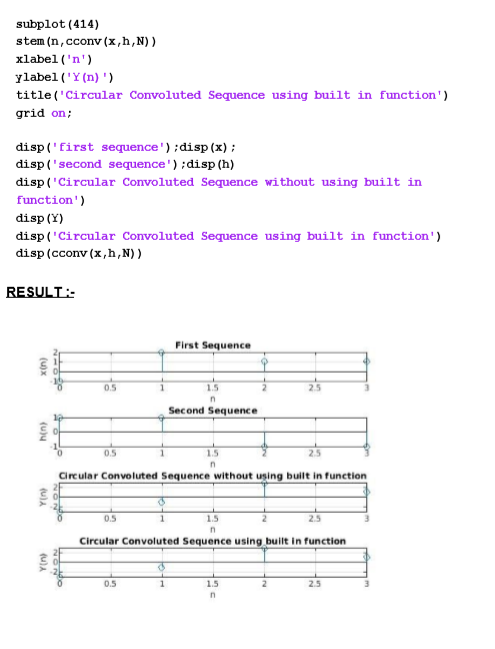 subplot(414)
stem(n,cconv(x,h,N))
xlabel('n')
ylabel('Y(n)')
title('Circular Convoluted Sequence using built in function')
grid on;
disp('first sequence');disp(x);
disp('second sequence');disp(h)
disp('Circular Convoluted Sequence without using built in
function')
disp(Y)
disp('Circular Convoluted Sequence using built in function')
disp(cconv(x,h,N))
RESULT:-
First Sequence
x(n)
2
1
0
-1
0 0.5 1 1.5 2 2.5 3
n
Second Sequence
h(n)
1
0
-1
0 0.5 1 1.5 2 2.5 3
n
Circular Convoluted Sequence without using built in function
Y(n)
2
0
-2
0 0.5 1 1.5 2 2.5 3
n
Circular Convoluted Sequence using built in function
Y(n)
2
0
-2
0 0.5 1 1.5 2 2.5 3
n